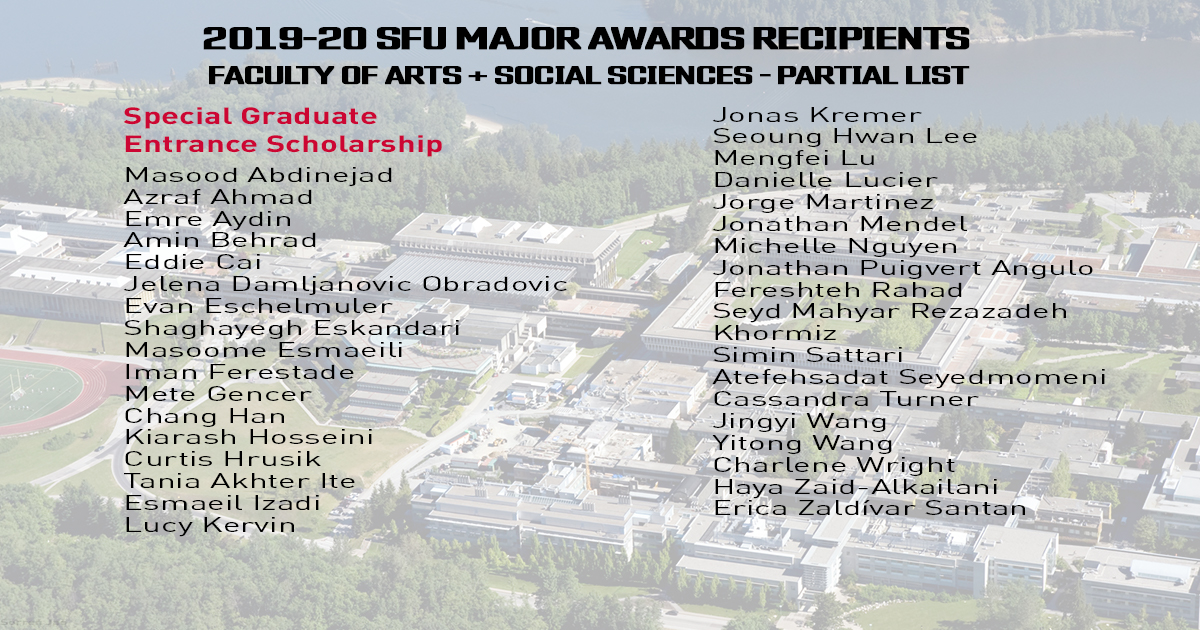 2019-20 SFU MAJOR AWARDS RECIPIENTS
FACULTY OF ARTS + SOCIAL SCIENCES - PARTIAL LIST
Special Graduate
Entrance Scholarship
Masood Abdinejad
Azraf Ahmad
Emre Aydin
Amin Behrad
Eddie Cai
Jelena Damljanovic Obradovic
Evan Eschelmuler
Shaghayegh Eskandari
Masoome Esmaeili
Iman Ferestade
Mete Gencer
Chang Han
Kiarash Hosseini
Curtis Hrusik
Tania Akhter Ite
Esmaeil Izadi
Lucy Kervin
Jonas Kremer
Seoung Hwan Lee
Mengfei Lu
Danielle Lucier
Jorge Martinez
Jonathan Mendel
Michelle Nguyen
Jonathan Puigvert Angulo
Fereshteh Rahad
Seyd Mahyar Rezazadeh
Khormiz
Simin Sattari
Atefehsadat Seyedmomeni
Cassandra Turner
Jingyi Wang
Yitong Wang
Charlene Wright
Haya Zaid-Alkailani
Erica Zaldívar Santan